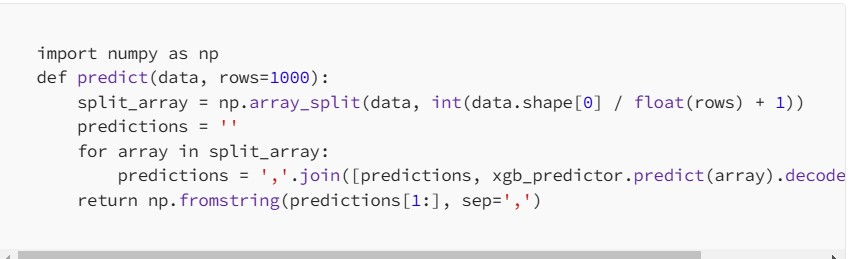 import numpy as np
def predict(data, rows=1000):
    split_array = np.array_split(data, int(data.shape[0] / float(rows) + 1))
    predictions = ''
    for array in split_array:
        predictions = ','.join([predictions, xgb_predictor.predict(array).decode
    return np.fromstring(predictions[1:], sep=',')